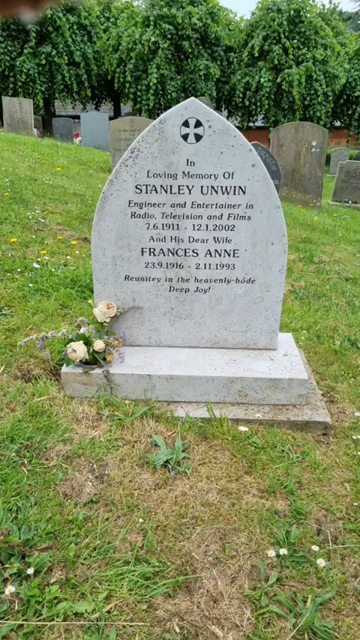 In
Loving Memory Of
STANLEY UNWIN
Engineer and Entertainer in
Radio, Television and Films
7.6.1911 - 12.1.2002
And His Dear Wife
FRANCES ANNE
23.9.1916 - 2.11.1993
Reunitey in the heavenly-bode
Deep Joy!